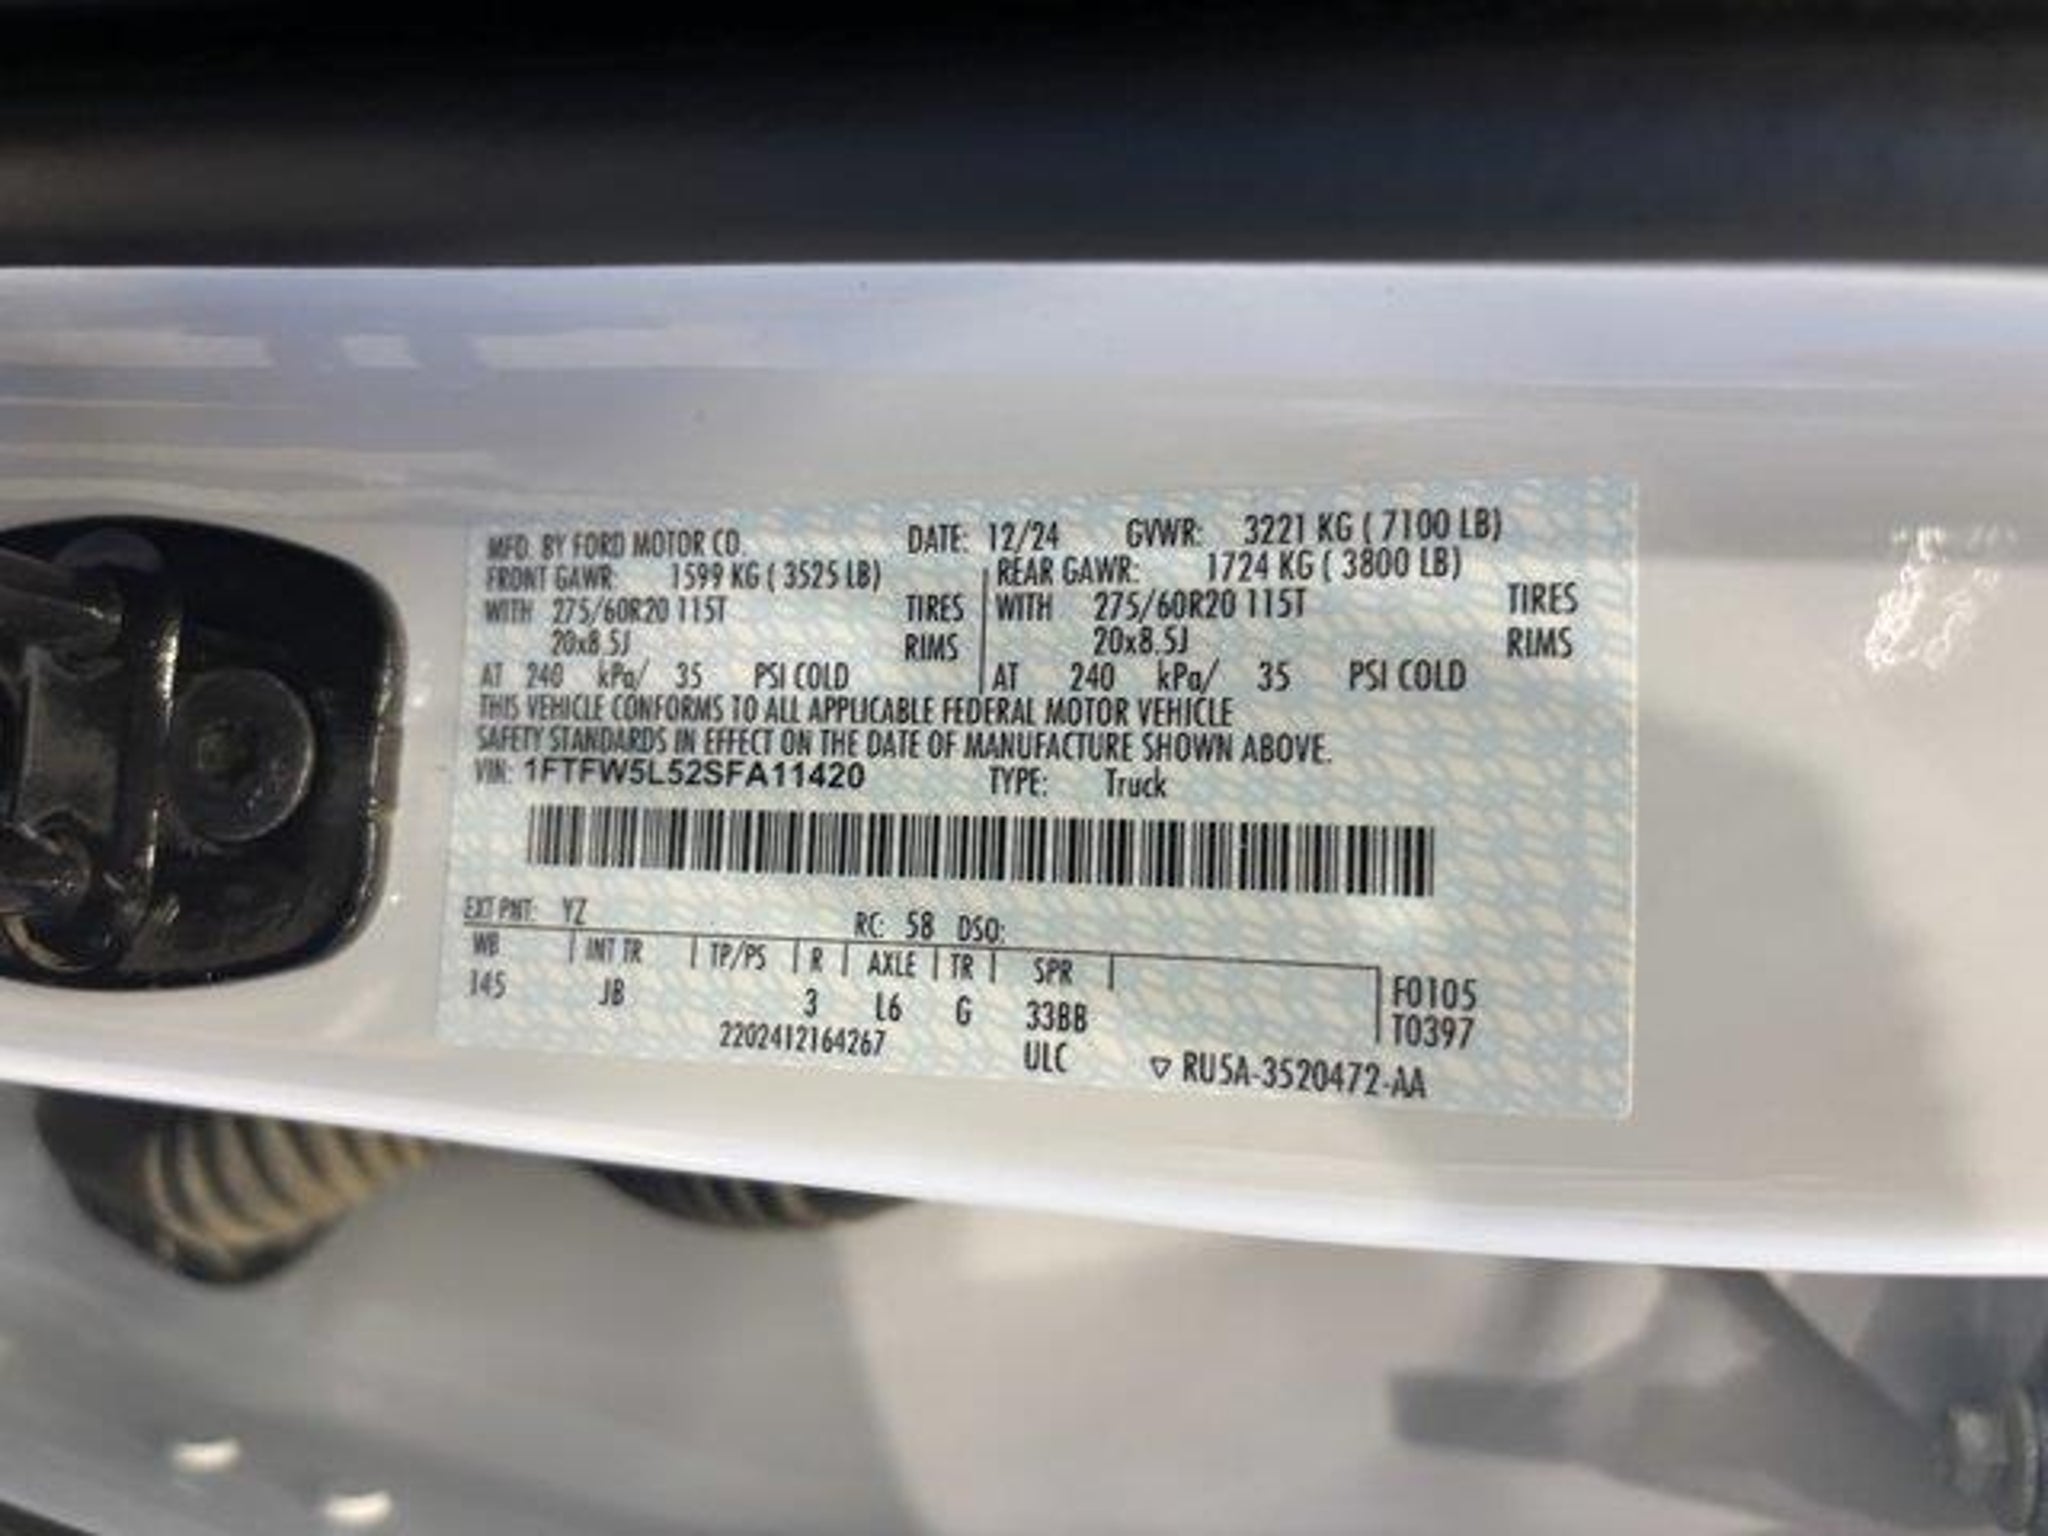 MFD. BY FORD MOTOR CO. DATE: 12/24 GVWR: 3221 KG ( 7100 LB)
FRONT GAWR: 1599 KG ( 3525 LB) REAR GAWR: 1724 KG ( 3800 LB)
WITH 275/60R20 115T TIRES WITH 275/60R20 115T TIRES
20x8.5J RIMS 20x8.5J RIMS
AT 240 kPa/ 35 PSI COLD AT 240 kPa/ 35 PSI COLD
THIS VEHICLE CONFORMS TO ALL APPLICABLE FEDERAL MOTOR VEHICLE
SAFETY STANDARDS IN EFFECT ON THE DATE OF MANUFACTURE SHOWN ABOVE.
VIN: 1FTFW5L52SFA11420 TYPE: Truck
EXT PNT: YZ RC: 58 DSO:
WB INT TR TP/PS R AXLE TR SPR
145 JB 3 L6 G 33BB F0105
T0397
2202412164267 ULC ▽ RU5A-3520472-AA